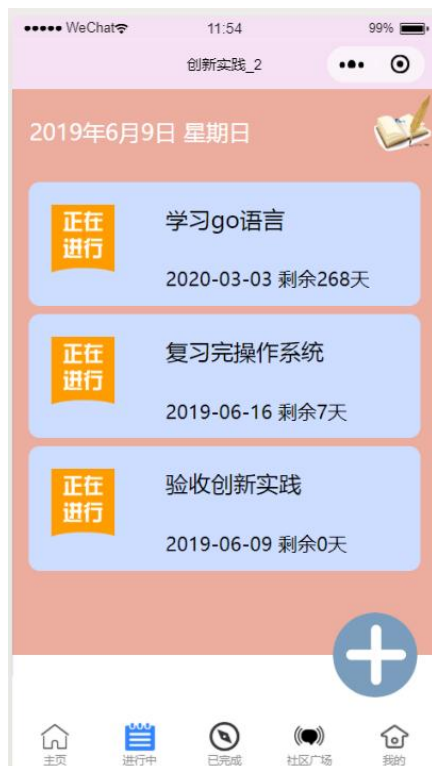 ●●●●● WeChat 11:54 99%
创新实践_2
2019年6月9日 星期日
正在
进行
学习go语言
2020-03-03 剩余268天
正在
进行
复习完操作系统
2019-06-16 剩余7天
正在
进行
验收创新实践
2019-06-09 剩余0天
主页 进行中 已完成 社区广场 我的